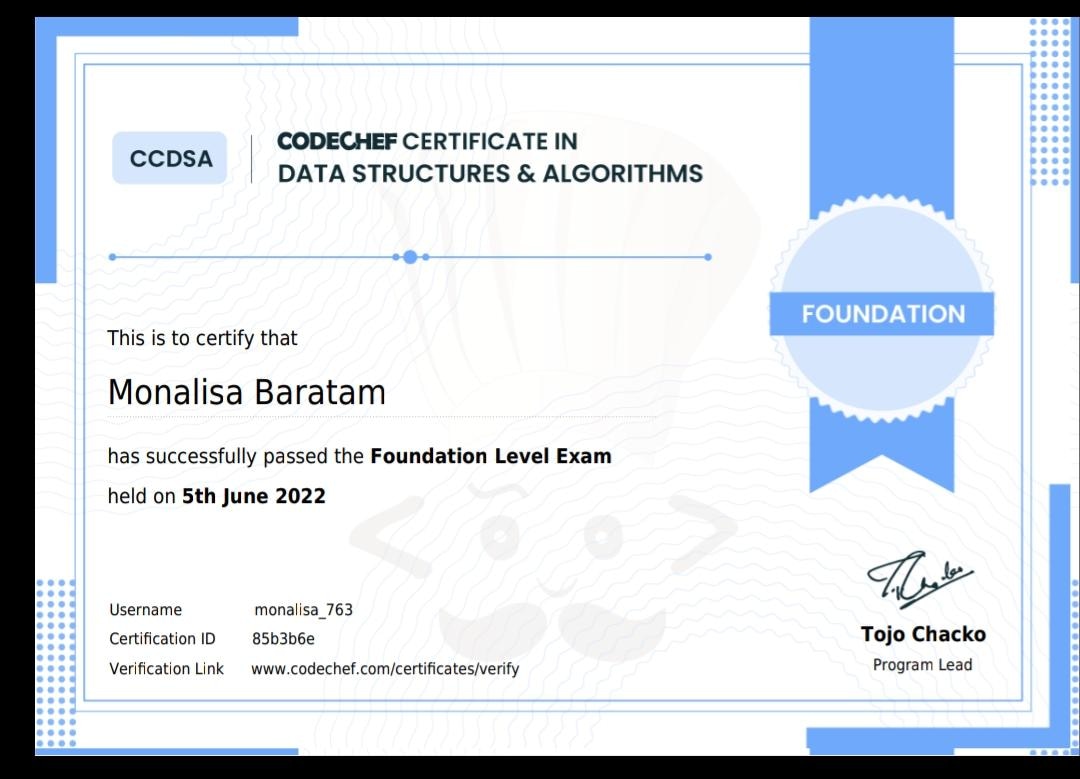 CCDSA
CODECHEF CERTIFICATE IN
DATA STRUCTURES & ALGORITHMS
FOUNDATION
This is to certify that
Monalisa Baratam
has successfully passed the Foundation Level Exam
held on 5th June 2022
Username monalisa_763
Certification ID 85b3b6e
Verification Link www.codechef.com/certificates/verify
T. Chacko
Tojo Chacko
Program Lead